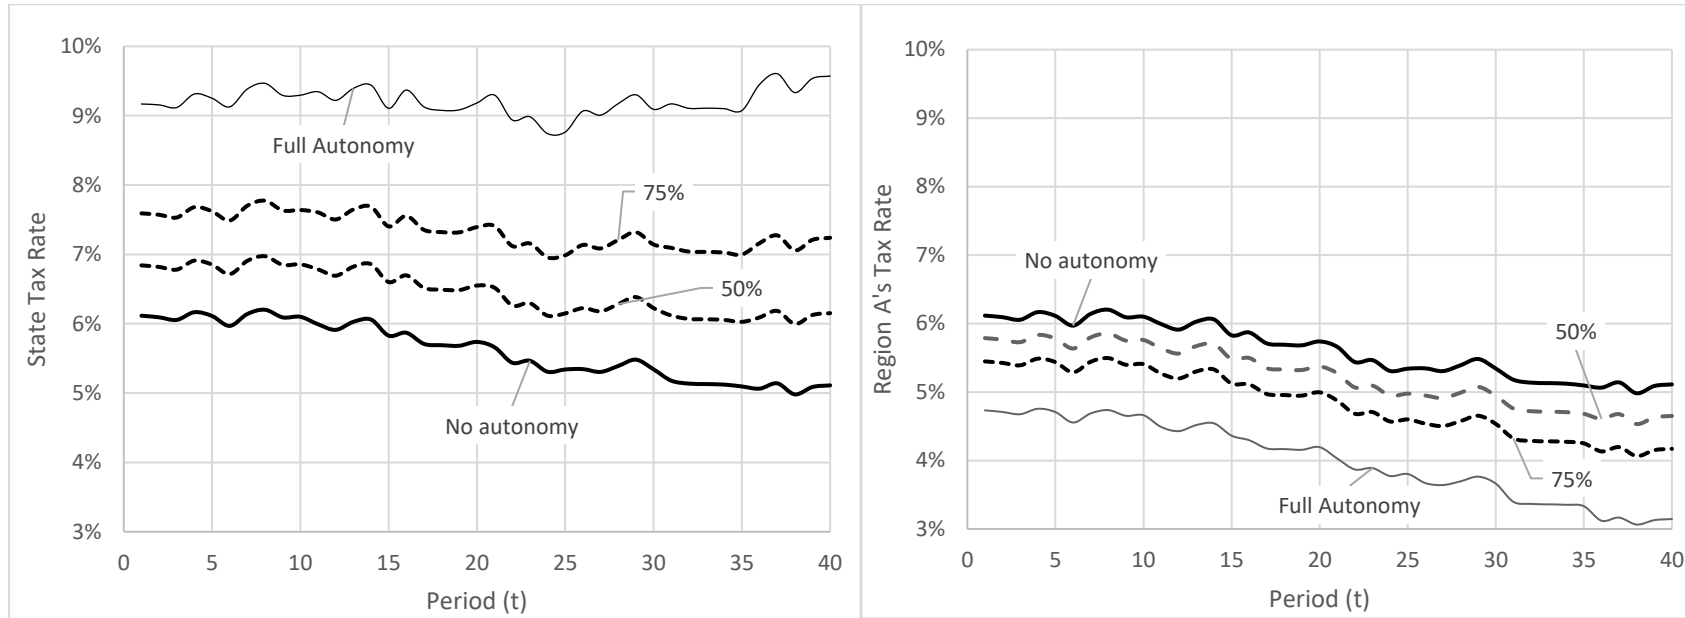 10%
9%
8%
7%
6%
5%
4%
3%
State Tax Rate
Full Autonomy
75%
50%
No autonomy
0 5 10 15 20 25 30 35 40
Period (t)
10%
9%
8%
7%
6%
5%
4%
3%
Region A's Tax Rate
No autonomy
50%
75%
Full Autonomy
0 5 10 15 20 25 30 35 40
Period (t)